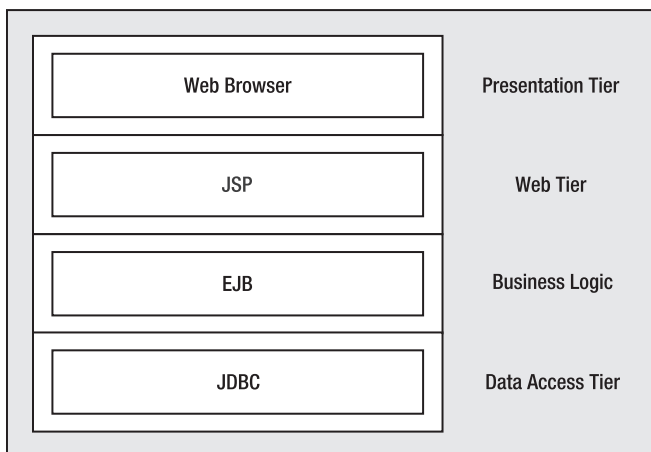 Web Browser
Presentation Tier
JSP
Web Tier
EJB
Business Logic
JDBC
Data Access Tier